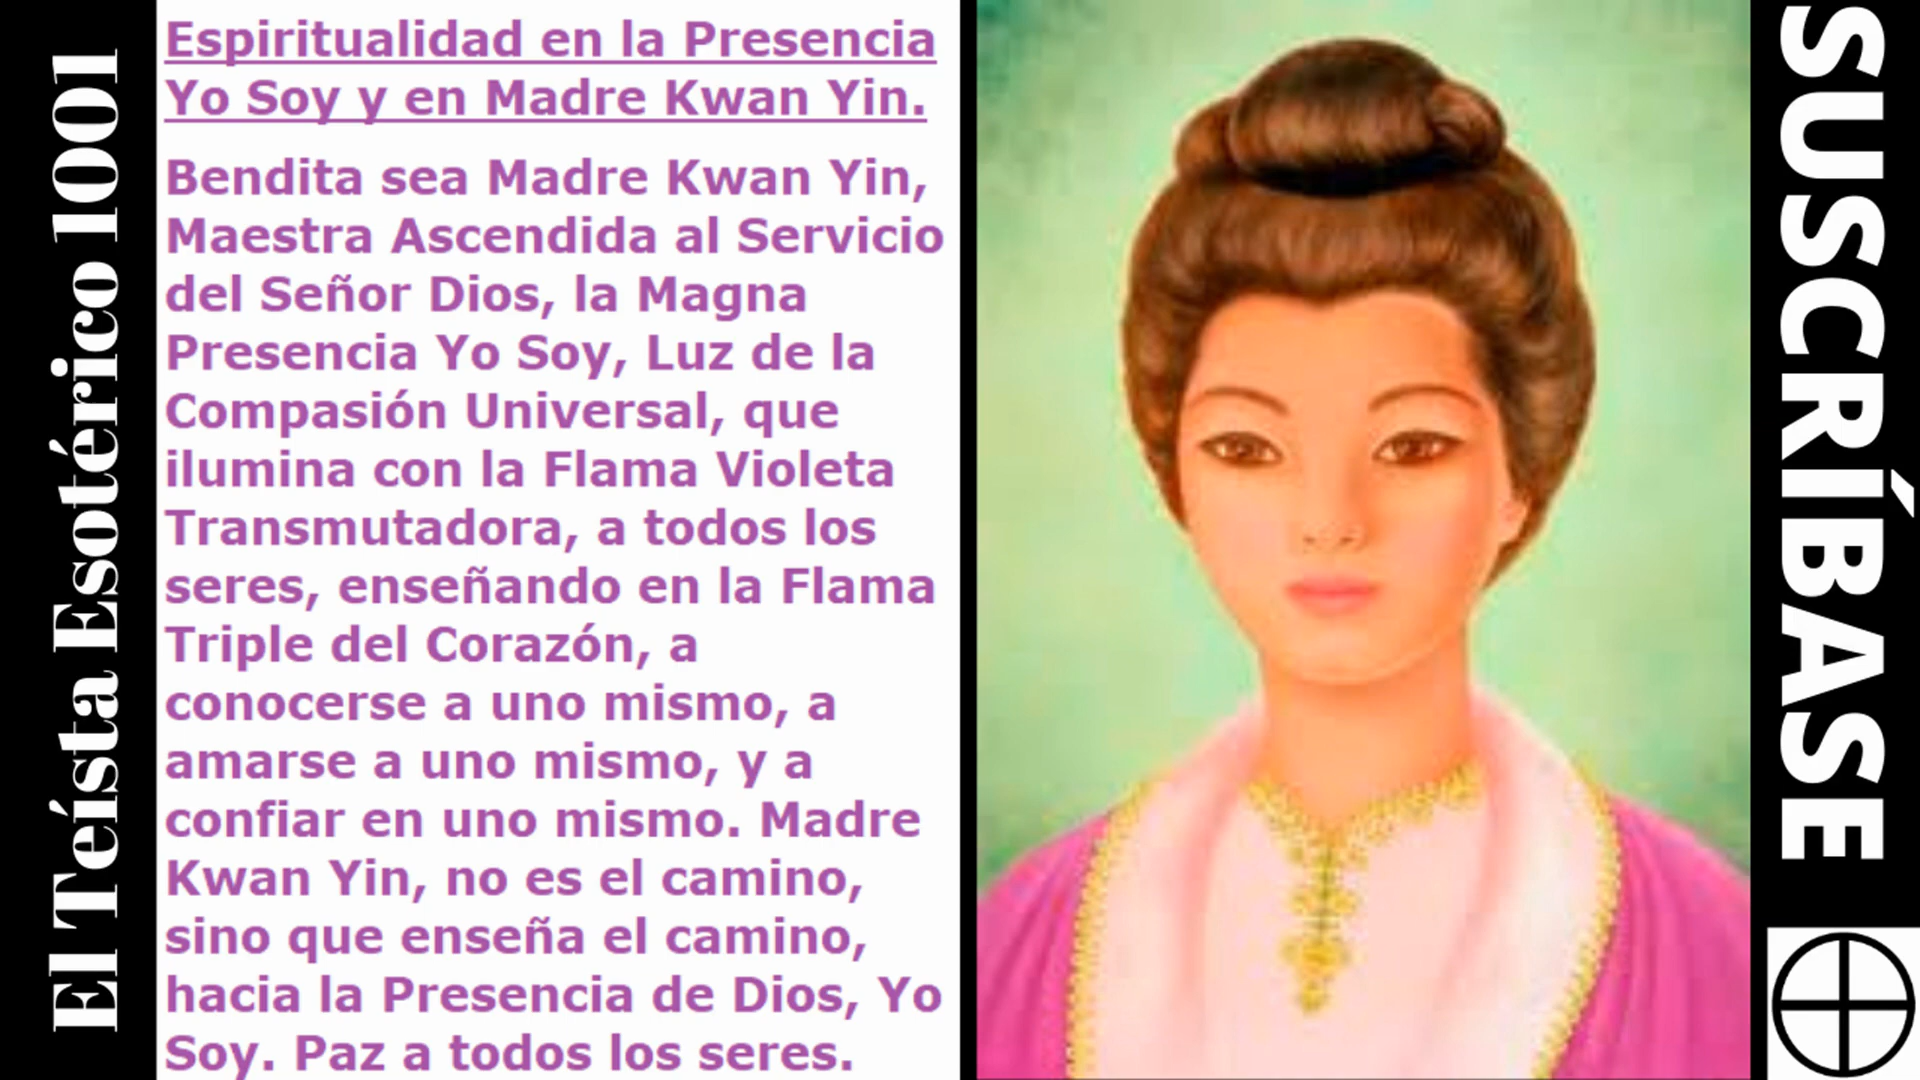 El Teísta Esotérico 1001
Espiritualidad en la Presencia
Yo Soy y en Madre Kwan Yin.
Bendita sea Madre Kwan Yin,
Maestra Ascendida al Servicio
del Señor Dios, la Magna
Presencia Yo Soy, Luz de la
Compasión Universal, que
ilumina con la Flama Violeta
Transmutadora, a todos los
seres, enseñando en la Flama
Triple del Corazón, a
conocerse a uno mismo, a
amarse a uno mismo, y a
confiar en uno mismo. Madre
Kwan Yin, no es el camino,
sino que enseña el camino,
hacia la Presencia de Dios, Yo
Soy. Paz a todos los seres.
SUSCRÍBASE